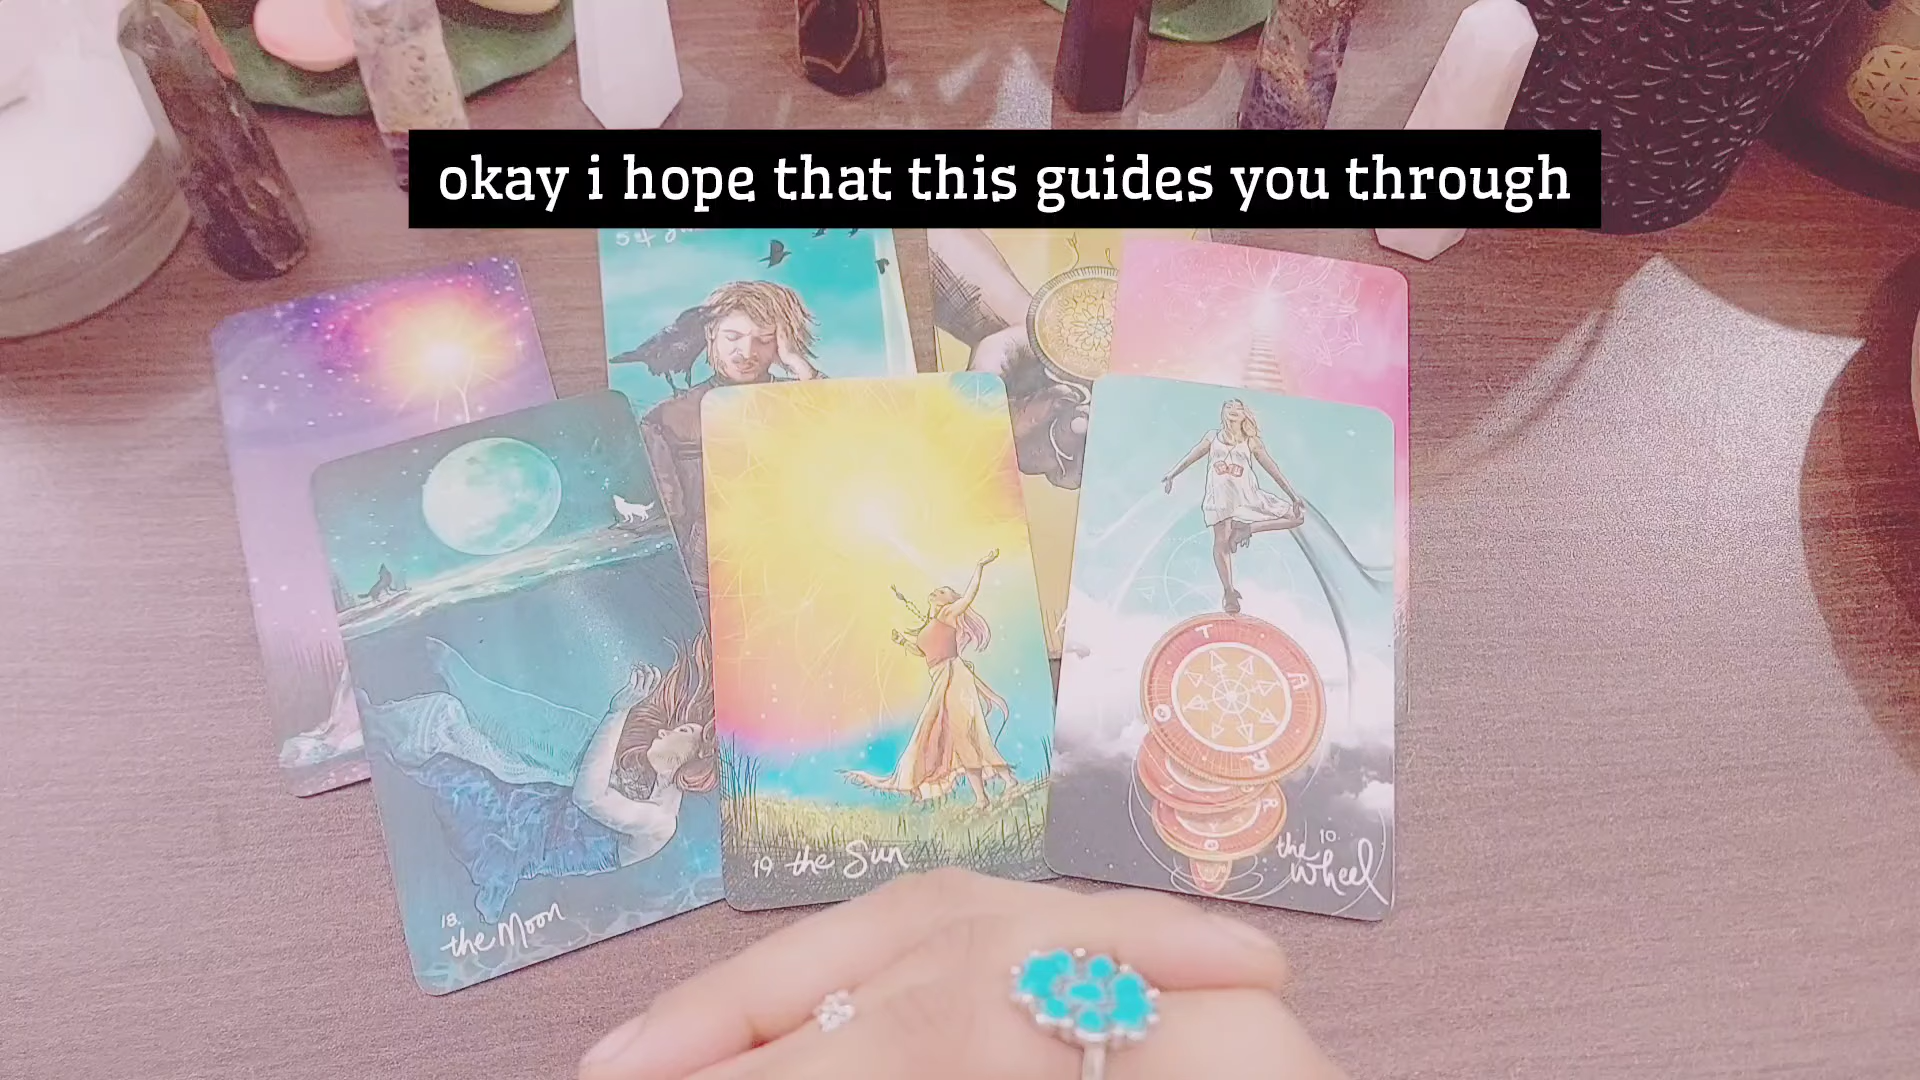 okay i hope that this guides you through
18.
the Moon
19 the Sun
10.
the Wheel
T
A
R
O